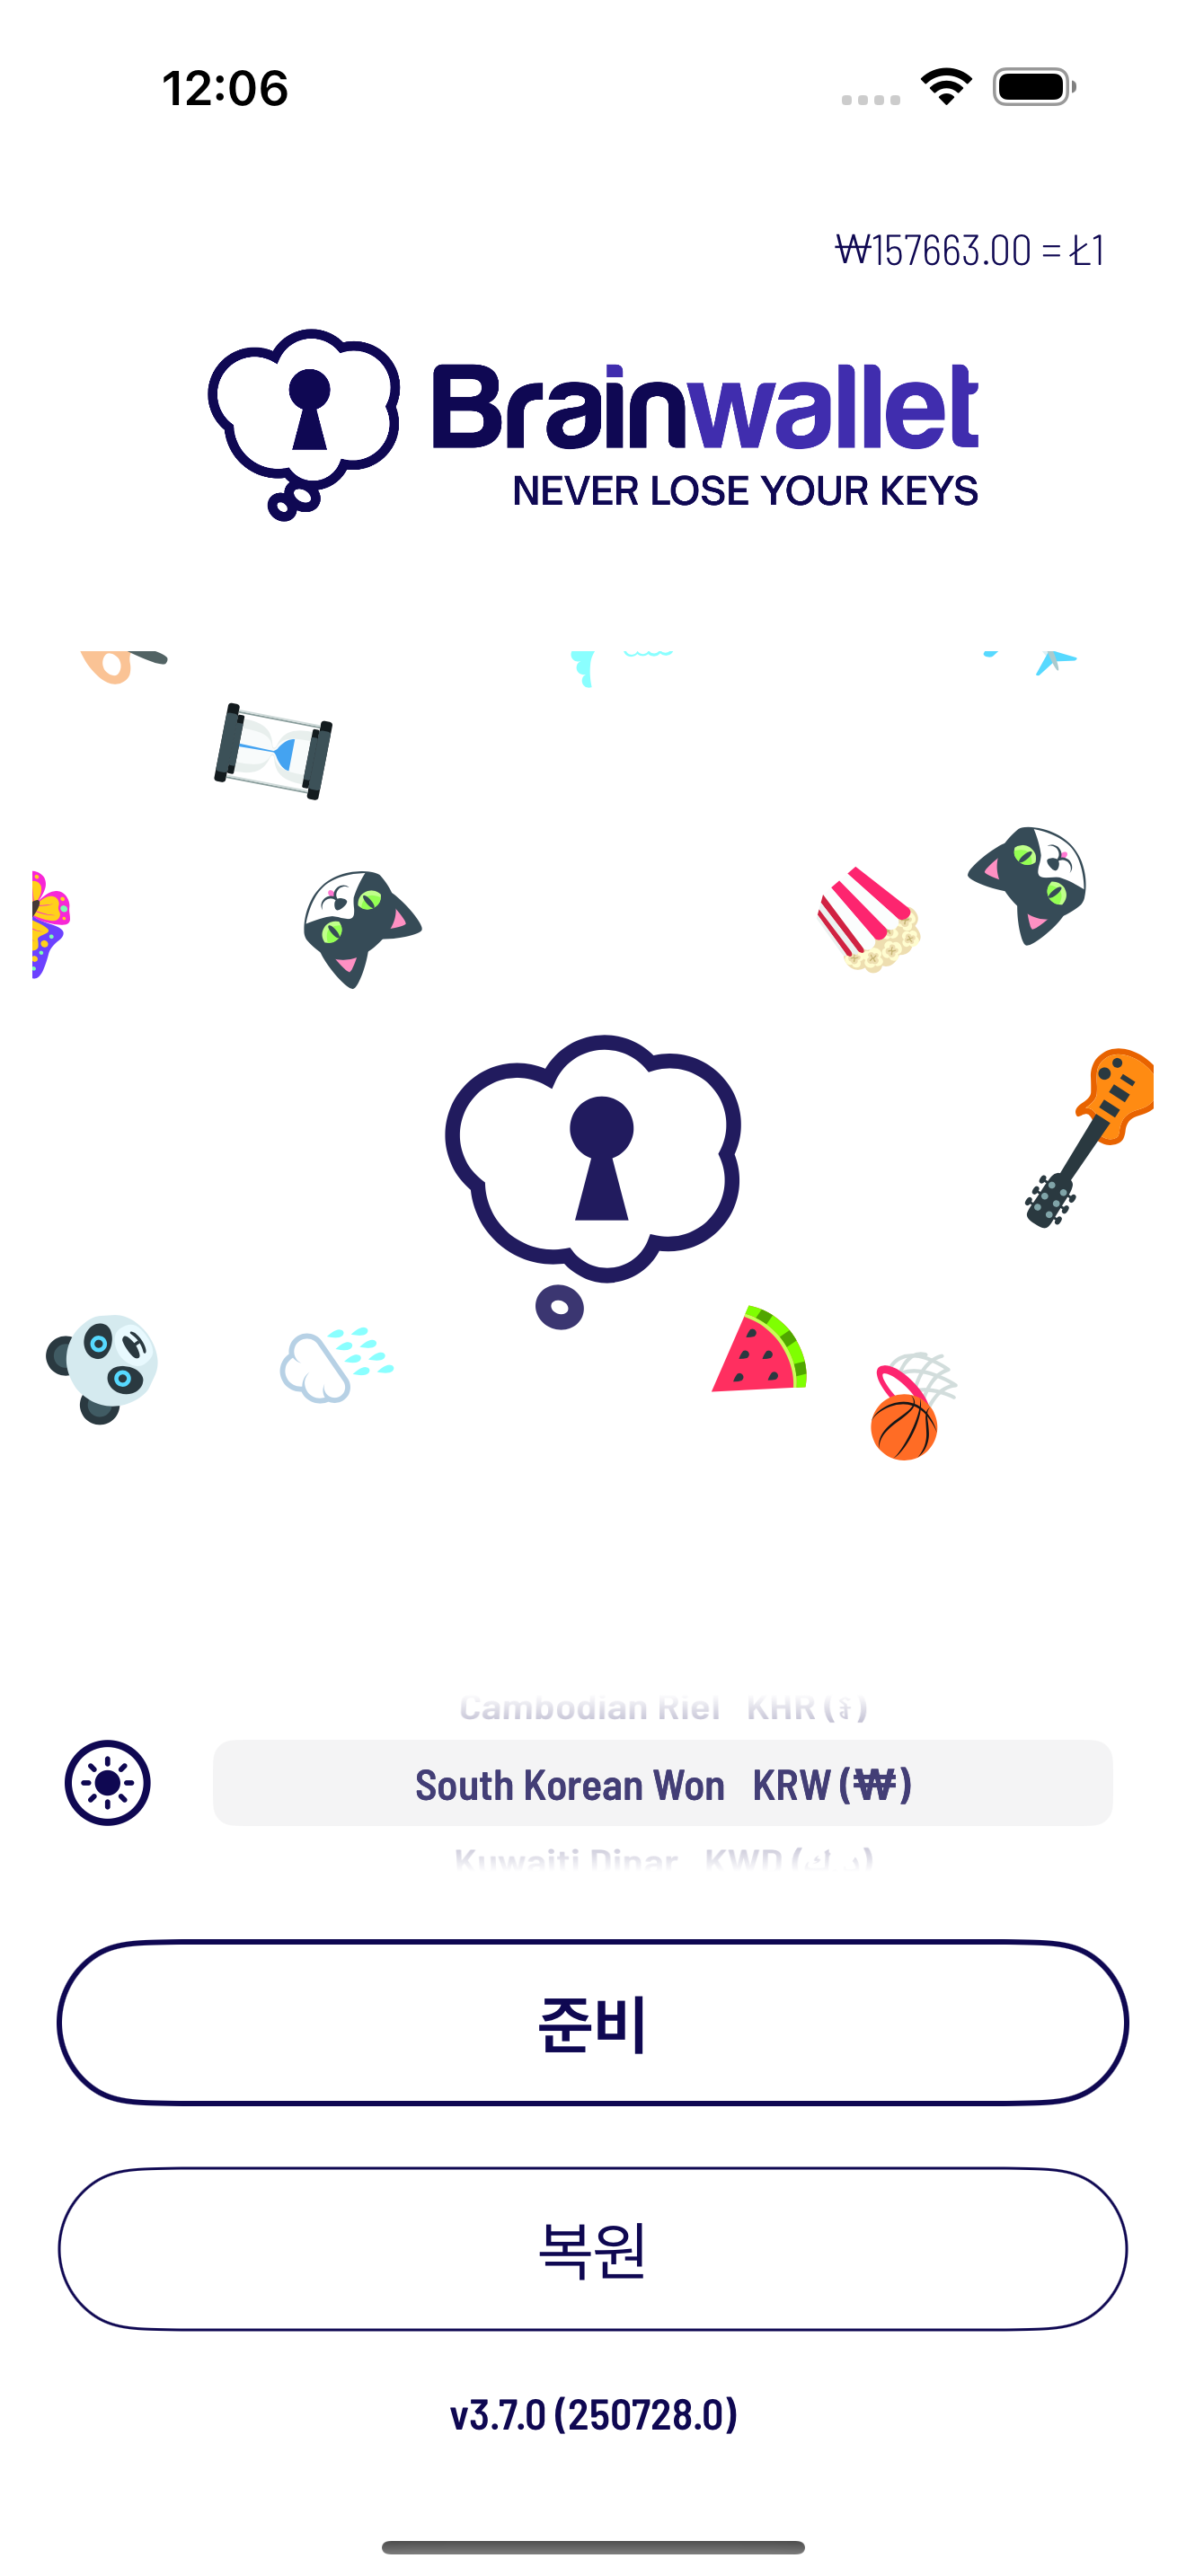 12:06
₩157663.00 = Ł1
Brainwallet
NEVER LOSE YOUR KEYS
Cambodian Riel KHR (៛)
South Korean Won KRW (₩)
Kuwaiti Dinar KWD (د.ك)
준비
복원
v3.7.0 (250728.0)